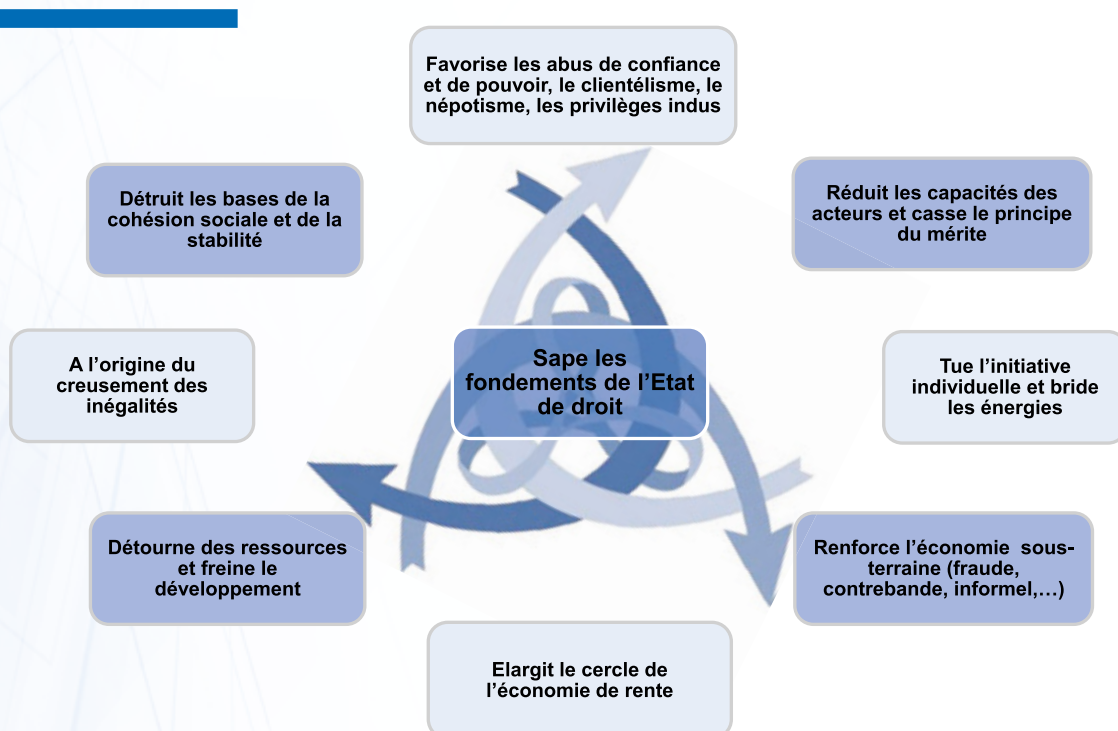 Favorise les abus de confiance
et de pouvoir, le clientélisme, le
népotisme, les privilèges indus
Détruit les bases de la
cohésion sociale et de la
stabilité
Réduit les capacités des
acteurs et casse le principe
du mérite
A l’origine du
creusement des
inégalités
Sape les
fondements de l’Etat
de droit
Tue l’initiative
individuelle et bride
les énergies
Détourne des ressources
et freine le
développement
Renforce l’économie sous-
terraine (fraude,
contrebande, informel,…)
Elargit le cercle de
l’économie de rente